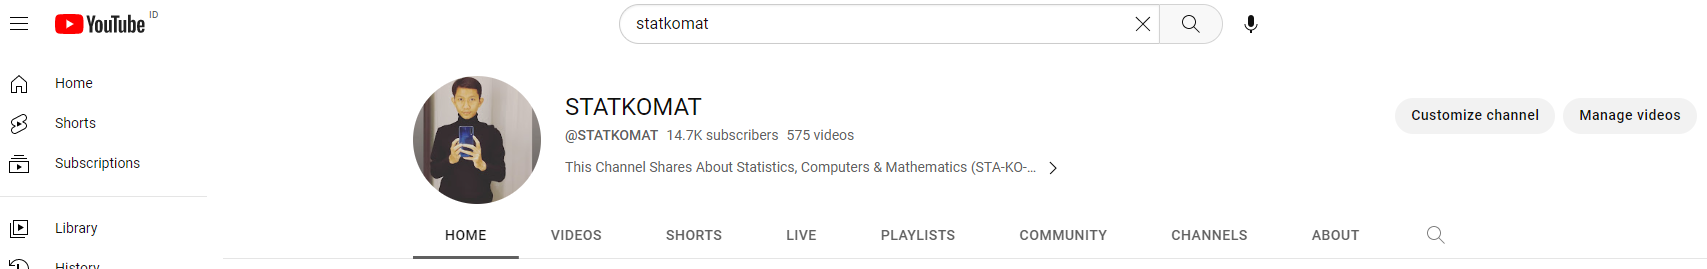 YouTube ID
statkomat
Home
Shorts
Subscriptions
Library
History
STATKOMAT
@STATKOMAT 14.7K subscribers 575 videos
This Channel Shares About Statistics, Computers & Mathematics (STA-KO-...
Customize channel
Manage videos
HOME VIDEOS SHORTS LIVE PLAYLISTS COMMUNITY CHANNELS ABOUT